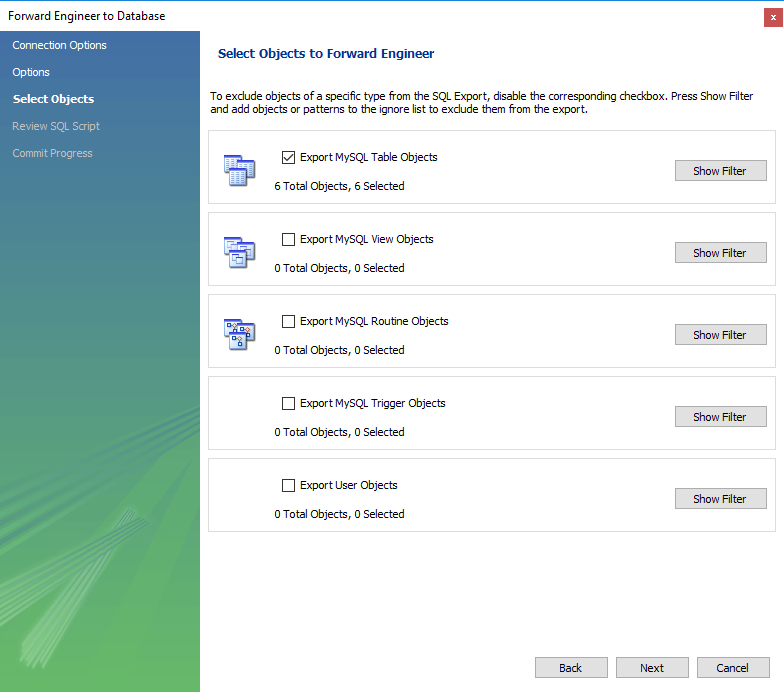 Forward Engineer to Database
x
Connection Options
Options
Select Objects
Review SQL Script
Commit Progress
Select Objects to Forward Engineer
To exclude objects of a specific type from the SQL Export, disable the corresponding checkbox. Press Show Filter
and add objects or patterns to the ignore list to exclude them from the export.
Export MySQL Table Objects
6 Total Objects, 6 Selected
Show Filter
Export MySQL View Objects
0 Total Objects, 0 Selected
Show Filter
Export MySQL Routine Objects
0 Total Objects, 0 Selected
Show Filter
Export MySQL Trigger Objects
0 Total Objects, 0 Selected
Show Filter
Export User Objects
0 Total Objects, 0 Selected
Show Filter
Back
Next
Cancel